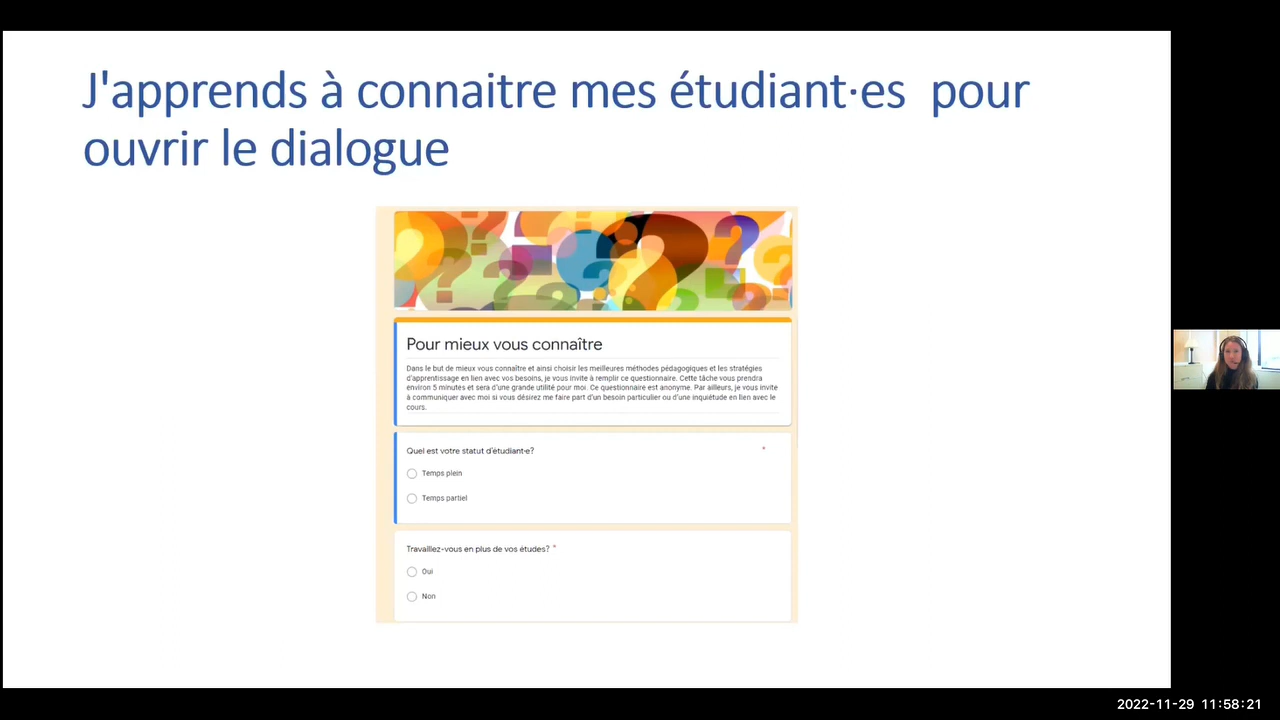 J'apprends à connaitre mes étudiant·es  pour
ouvrir le dialogue
Pour mieux vous connaître
Dans le but de mieux vous connaître et ainsi choisir les meilleures méthodes pédagogiques et les stratégies
d'apprentissage en lien avec vos besoins, je vous invite à remplir ce questionnaire. Cette tâche vous prendra
environ 5 minutes et sera d'une grande utilité pour moi. Ce questionnaire est anonyme. Par ailleurs, je vous invite
à communiquer avec moi si vous désirez me faire part d'un besoin particulier ou d'une inquiétude en lien avec le
cours.
Quel est votre statut d'étudiant·e? *
Temps plein
Temps partiel
Travaillez-vous en plus de vos études? *
Oui
Non
2022-11-29 11:58:21